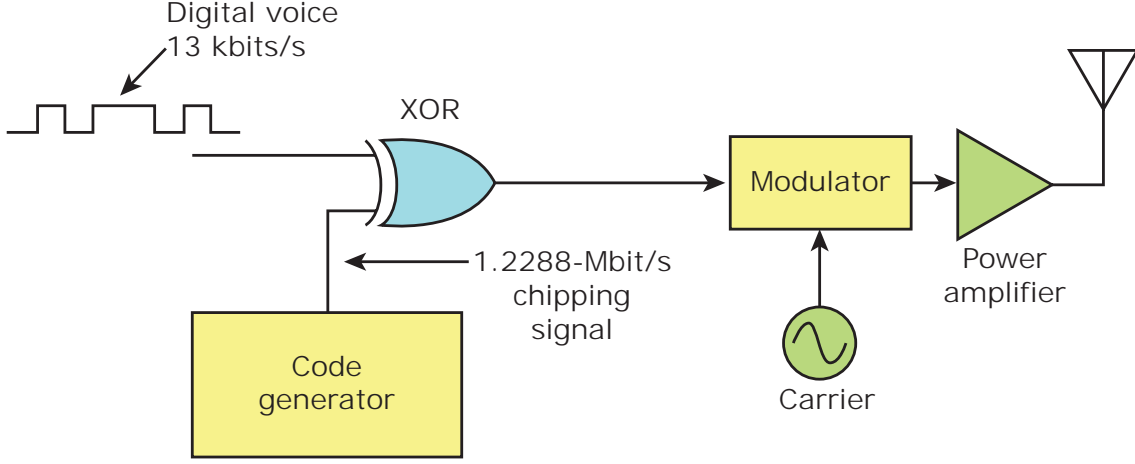 Digital voice
13 kbits/s
XOR
Modulator
1.2288-Mbit/s
chipping
signal
Power
amplifier
Code
generator
Carrier